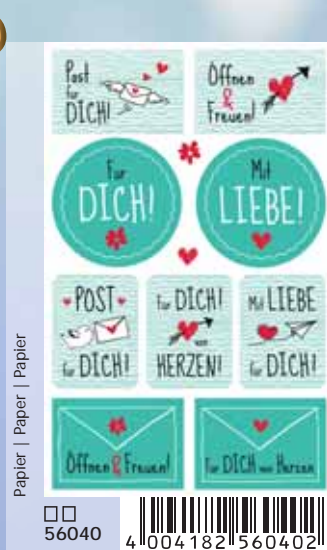 Post
für
DICH!
Öffnen
&
Freuen!
Für
DICH!
Mit
LIEBE!
POST
für DICH!
für DICH!
von
HERZEN!
Mit LIEBE
für DICH!
Öffnen & Freuen!
Für DICH von Herzen
Papier | Paper | Papier
56040
4 004182 560402